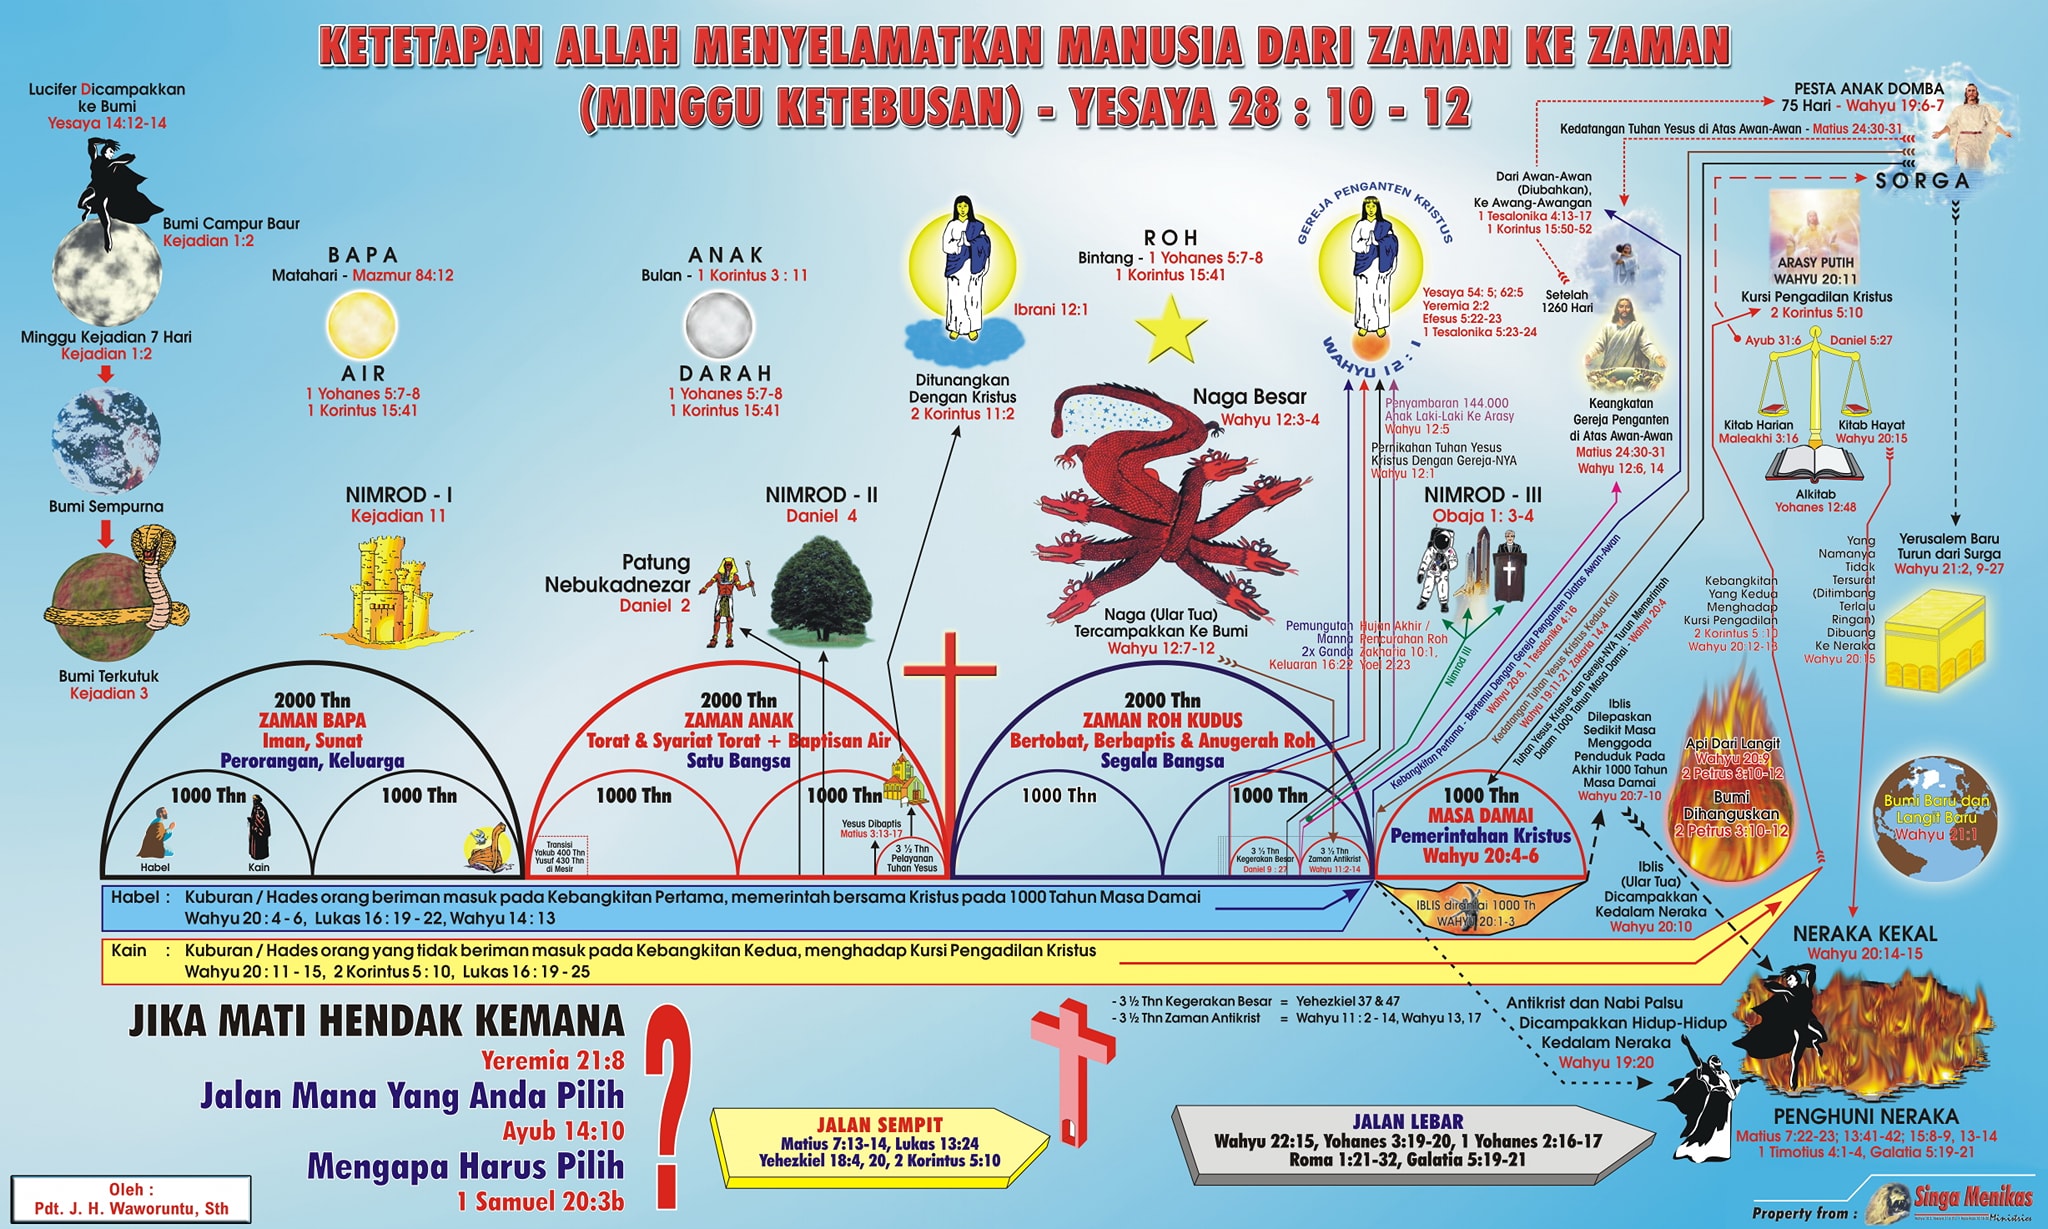 KETETAPAN ALLAH MENYELAMATKAN MANUSIA DARI ZAMAN KE ZAMAN
(MINGGU KETEBUSAN) - YESAYA 28 : 10 - 12
Lucifer Dicampakkan
ke Bumi
Yesaya 14:12-14
Bumi Campur Baur
Kejadian 1:2
Minggu Kejadian 7 Hari
Kejadian 1:2
Bumi Sempurna
Bumi Terkutuk
Kejadian 3
BAPA
Matahari - Mazmur 84:12
AIR
1 Yohanes 5:7-8
1 Korintus 15:41
NIMROD - I
Kejadian 11
ANAK
Bulan - 1 Korintus 3 : 11
DARAH
1 Yohanes 5:7-8
1 Korintus 15:41
NIMROD - II
Daniel 4
Patung
Nebukadnezar
Daniel 2
Ibrani 12:1
Ditunangkan
Dengan Kristus
2 Korintus 11:2
ROH
Bintang - 1 Yohanes 5:7-8
1 Korintus 15:41
Naga Besar
Wahyu 12:3-4
Naga (Ular Tua)
Tercampakkan Ke Bumi
Wahyu 12:7-12
GEREJA PENGANTEN KRISTUS
WAHYU 12 : 1
Yesaya 54: 5; 62:5
Yeremia 2:2
Efesus 5:22-23
1 Tesalonika 5:23-24
Penyambaran 144.000
Anak Laki-Laki Ke Arasy
Wahyu 12:5
Pernikahan Tuhan Yesus
Kristus Dengan Gereja-NYA
Wahyu 12:1
NIMROD - III
Obaja 1: 3-4
Pemungutan
Manna
2x Ganda
Keluaran 16:22
Hujan Akhir /
Pencurahan Roh
Zakharia 10:1,
Yoel 2:23
Nimrod III
Kebangkitan Pertama - Bertemu Dengan Gereja Penganten Diatas Awan-Awan
Wahyu 20:6, 1 Tesalonika 4:16
Kedatangan Tuhan Yesus Kristus Kedua Kali
Wahyu 19:11-21, Zakaria 14:4
Tuhan Yesus Kristus dan Gereja-NYA Turun Memerintah
Dalam 1000 Tahun Masa Damai - Wahyu 20:4
PESTA ANAK DOMBA
75 Hari - Wahyu 19:6-7
Kedatangan Tuhan Yesus di Atas Awan-Awan - Matius 24:30-31
SORGA
Dari Awan-Awan
(Diubahkan),
Ke Awang-Awangan
1 Tesalonika 4:13-17
1 Korintus 15:50-52
Setelah
1260 Hari
Keangkatan
Gereja Penganten
di Atas Awan-Awan
Matius 24:30-31
Wahyu 12:6, 14
ARASY PUTIH
WAHYU 20:11
Kursi Pengadilan Kristus
2 Korintus 5:10
Ayub 31:6
Daniel 5:27
Kitab Harian
Maleakhi 3:16
Kitab Hayat
Wahyu 20:15
Alkitab
Yohanes 12:48
Kebangkitan
Yang Kedua
Menghadap
Kursi Pengadilan
2 Korintus 5 :10
Wahyu 20:12-13
Yang
Namanya
Tidak
Tersurat
(Ditimbang
Terlalu
Ringan)
Dibuang
Ke Neraka
Wahyu 20:15
Yerusalem Baru
Turun dari Surga
Wahyu 21:2, 9-27
2000 Thn
ZAMAN BAPA
Iman, Sunat
Perorangan, Keluarga
1000 Thn
1000 Thn
Habel
Kain
2000 Thn
ZAMAN ANAK
Torat & Syariat Torat + Baptisan Air
Satu Bangsa
1000 Thn
1000 Thn
Transisi
Yakub 400 Thn
Yusuf 430 Thn
di Mesir
Yesus Dibaptis
Matius 3:13-17
3 ½ Thn
Pelayanan
Tuhan Yesus
2000 Thn
ZAMAN ROH KUDUS
Bertobat, Berbaptis & Anugerah Roh
Segala Bangsa
1000 Thn
1000 Thn
3 ½ Thn
Kegerakan Besar
Daniel 9 : 27
3 ½ Thn
Zaman Antikrist
Wahyu 11:2-14
1000 Thn
MASA DAMAI
Pemerintahan Kristus
Wahyu 20:4-6
Iblis
Dilepaskan
Sedikit Masa
Menggoda
Penduduk Pada
Akhir 1000 Tahun
Masa Damai
Wahyu 20:7-10
Api Dari Langit
Wahyu 20:9
2 Petrus 3:10-12
Bumi
Dihanguskan
2 Petrus 3:10-12
Bumi Baru dan
Langit Baru
Wahyu 21:1
IBLIS dirantai 1000 Th
WAHYU 20:1-3
Iblis
(Ular Tua)
Dicampakkan
Kedalam Neraka
Wahyu 20:10
Habel : Kuburan / Hades orang beriman masuk pada Kebangkitan Pertama, memerintah bersama Kristus pada 1000 Tahun Masa Damai
Wahyu 20 : 4 - 6, Lukas 16 : 19 - 22, Wahyu 14 : 13
Kain : Kuburan / Hades orang yang tidak beriman masuk pada Kebangkitan Kedua, menghadap Kursi Pengadilan Kristus
Wahyu 20 : 11 - 15, 2 Korintus 5 : 10, Lukas 16 : 19 - 25
NERAKA KEKAL
Wahyu 20:14-15
JIKA MATI HENDAK KEMANA
Yeremia 21:8
Jalan Mana Yang Anda Pilih
Ayub 14:10
Mengapa Harus Pilih
1 Samuel 20:3b
?
- 3 ½ Thn Kegerakan Besar = Yehezkiel 37 & 47
- 3 ½ Thn Zaman Antikrist = Wahyu 11 : 2 - 14, Wahyu 13, 17
Antikrist dan Nabi Palsu
Dicampakkan Hidup-Hidup
Kedalam Neraka
Wahyu 19:20
JALAN SEMPIT
Matius 7:13-14, Lukas 13:24
Yehezkiel 18:4, 20, 2 Korintus 5:10
JALAN LEBAR
Wahyu 22:15, Yohanes 3:19-20, 1 Yohanes 2:16-17
Roma 1:21-32, Galatia 5:19-21
PENGHUNI NERAKA
Matius 7:22-23; 13:41-42; 15:8-9, 13-14
1 Timotius 4:1-4, Galatia 5:19-21
Oleh :
Pdt. J. H. Waworuntu, Sth
Property from :
Singa Menikas
Ministries